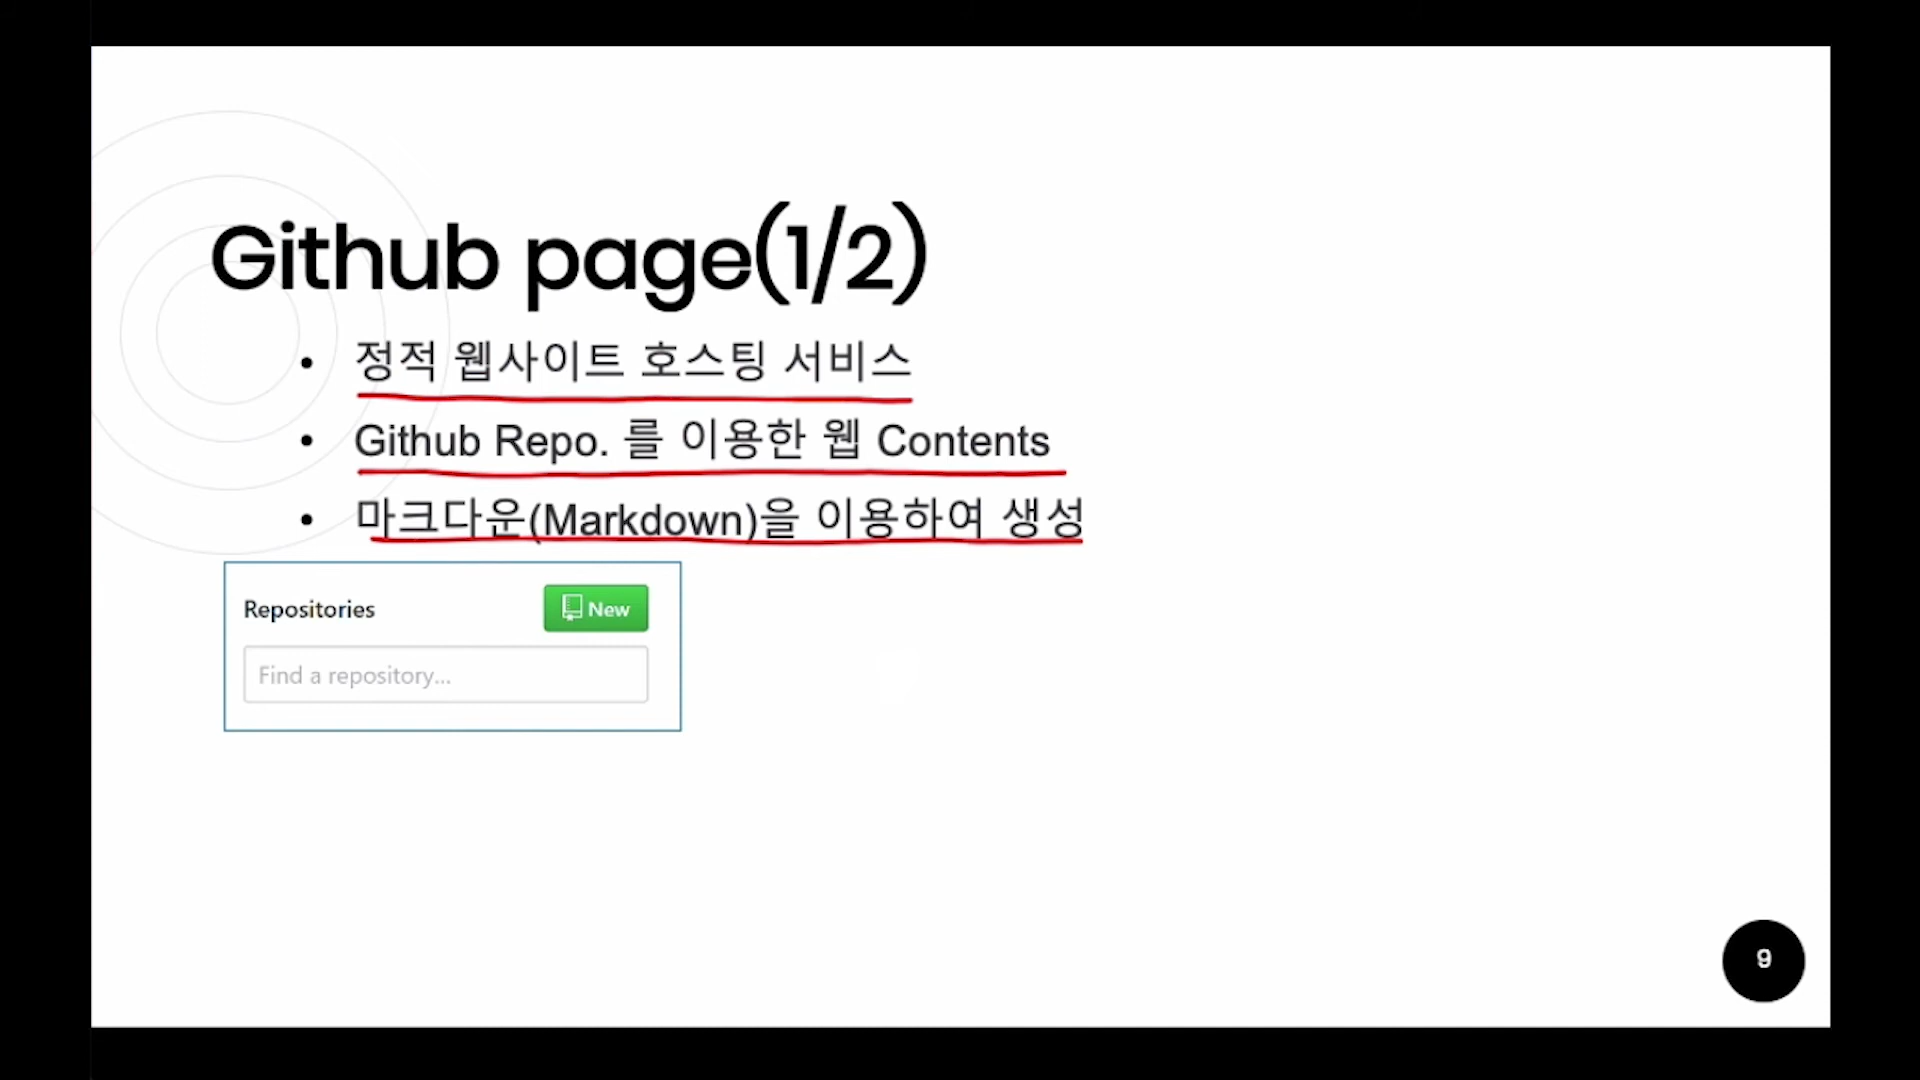 Github page(1/2)
• 정적 웹사이트 호스팅 서비스
• Github Repo. 를 이용한 웹 Contents
• 마크다운(Markdown)을 이용하여 생성
Repositories
New
Find a repository...
9